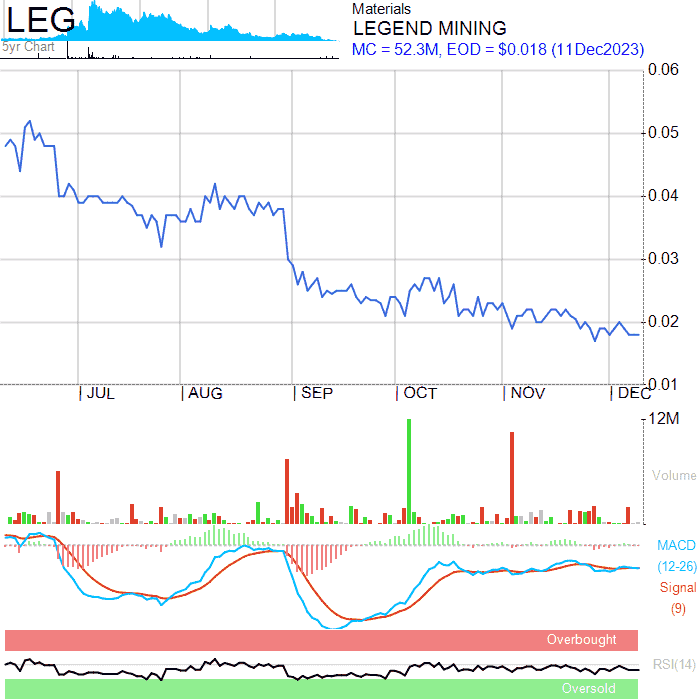 LEG
5yr Chart
Materials
LEGEND MINING
MC = 52.3M, EOD = $0.018 (11Dec2023)
0.06
0.05
0.04
0.03
0.02
0.01
JUL AUG SEP OCT NOV DEC
12M
Volume
MACD
(12-26)
Signal
(9)
Overbought
RSI(14)
Oversold